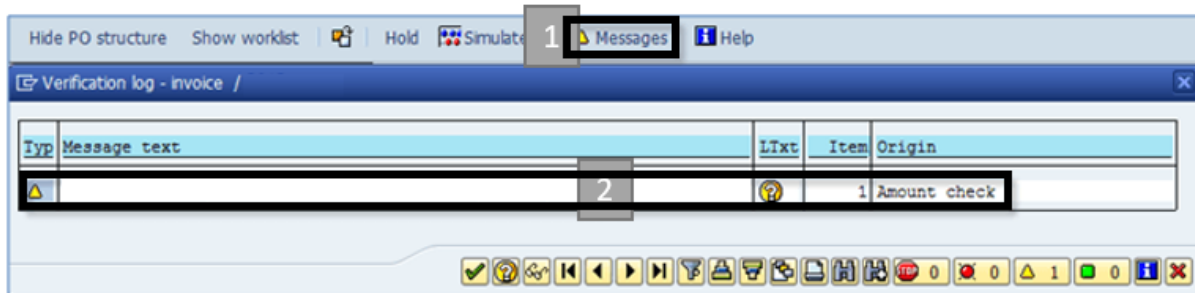 Hide PO structure Show worklist Hold Simulate 1 Messages Help
Verification log - invoice /
Typ Message text LTxt Item Origin
2 1 Amount check
STOP 0 0 1 0